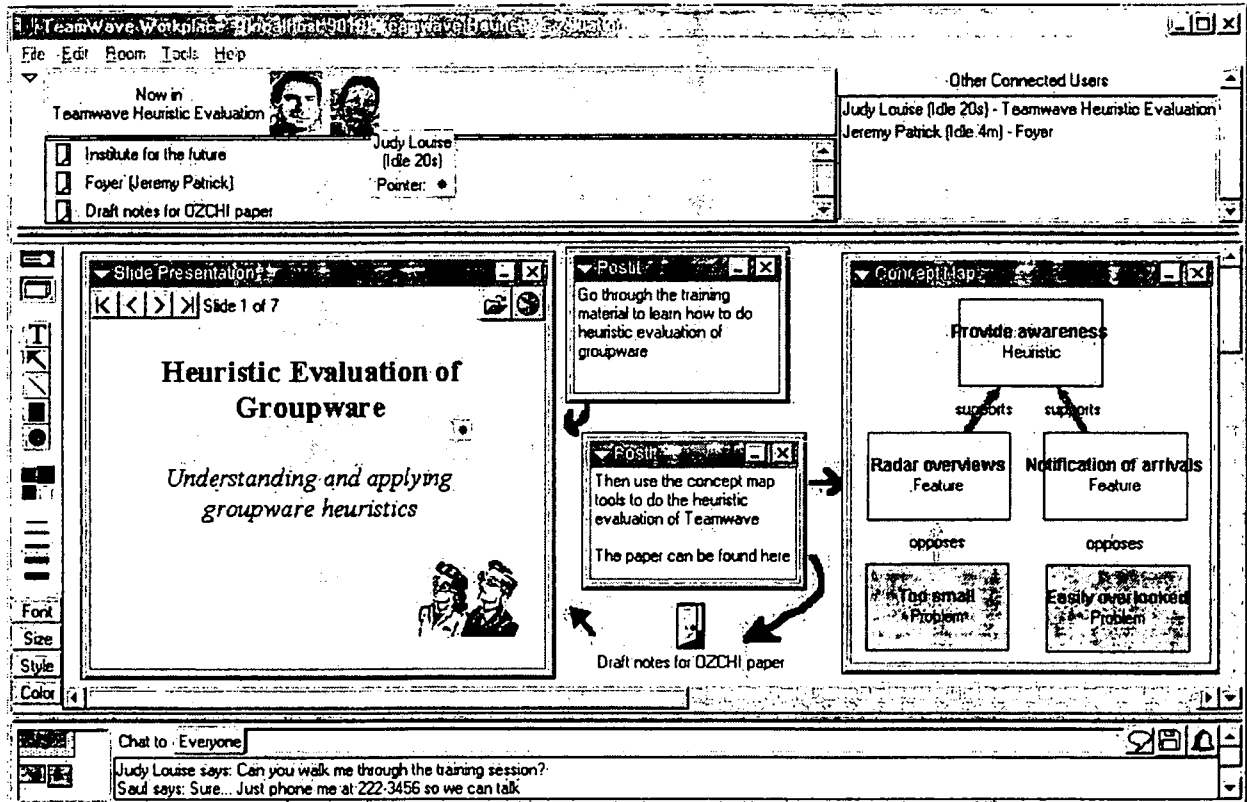 TeamWave Workplace
File Edit Room Tools Help
Now in
Teamwave Heuristic Evaluation
Other Connected Users
Judy Louise (Idle 20s) - Teamwave Heuristic Evaluation
Jeremy Patrick (Idle 4m) - Foyer
Institute for the future
Foyer (Jeremy Patrick)
Draft notes for OZCHI paper
Judy Louise
(Idle 20s)
Pointer:
Slide Presentation
Slide 1 of 7
Heuristic Evaluation of
Groupware
Understanding and applying
groupware heuristics
Postit
Go through the training
material to learn how to do
heuristic evaluation of
groupware
Postit
Then use the concept map
tools to do the heuristic
evaluation of Teamwave
The paper can be found here
Draft notes for OZCHI paper
Concept Map
Provide awareness
Heuristic
supports supports
Radar overviews
Feature
Notification of arrivals
Feature
opposes opposes
Too small
Problem
Easily overlooked
Problem
T
Font
Size
Style
Color
Chat to Everyone
Judy Louise says: Can you walk me through the training session?
Saul says: Sure... Just phone me at 222-3456 so we can talk